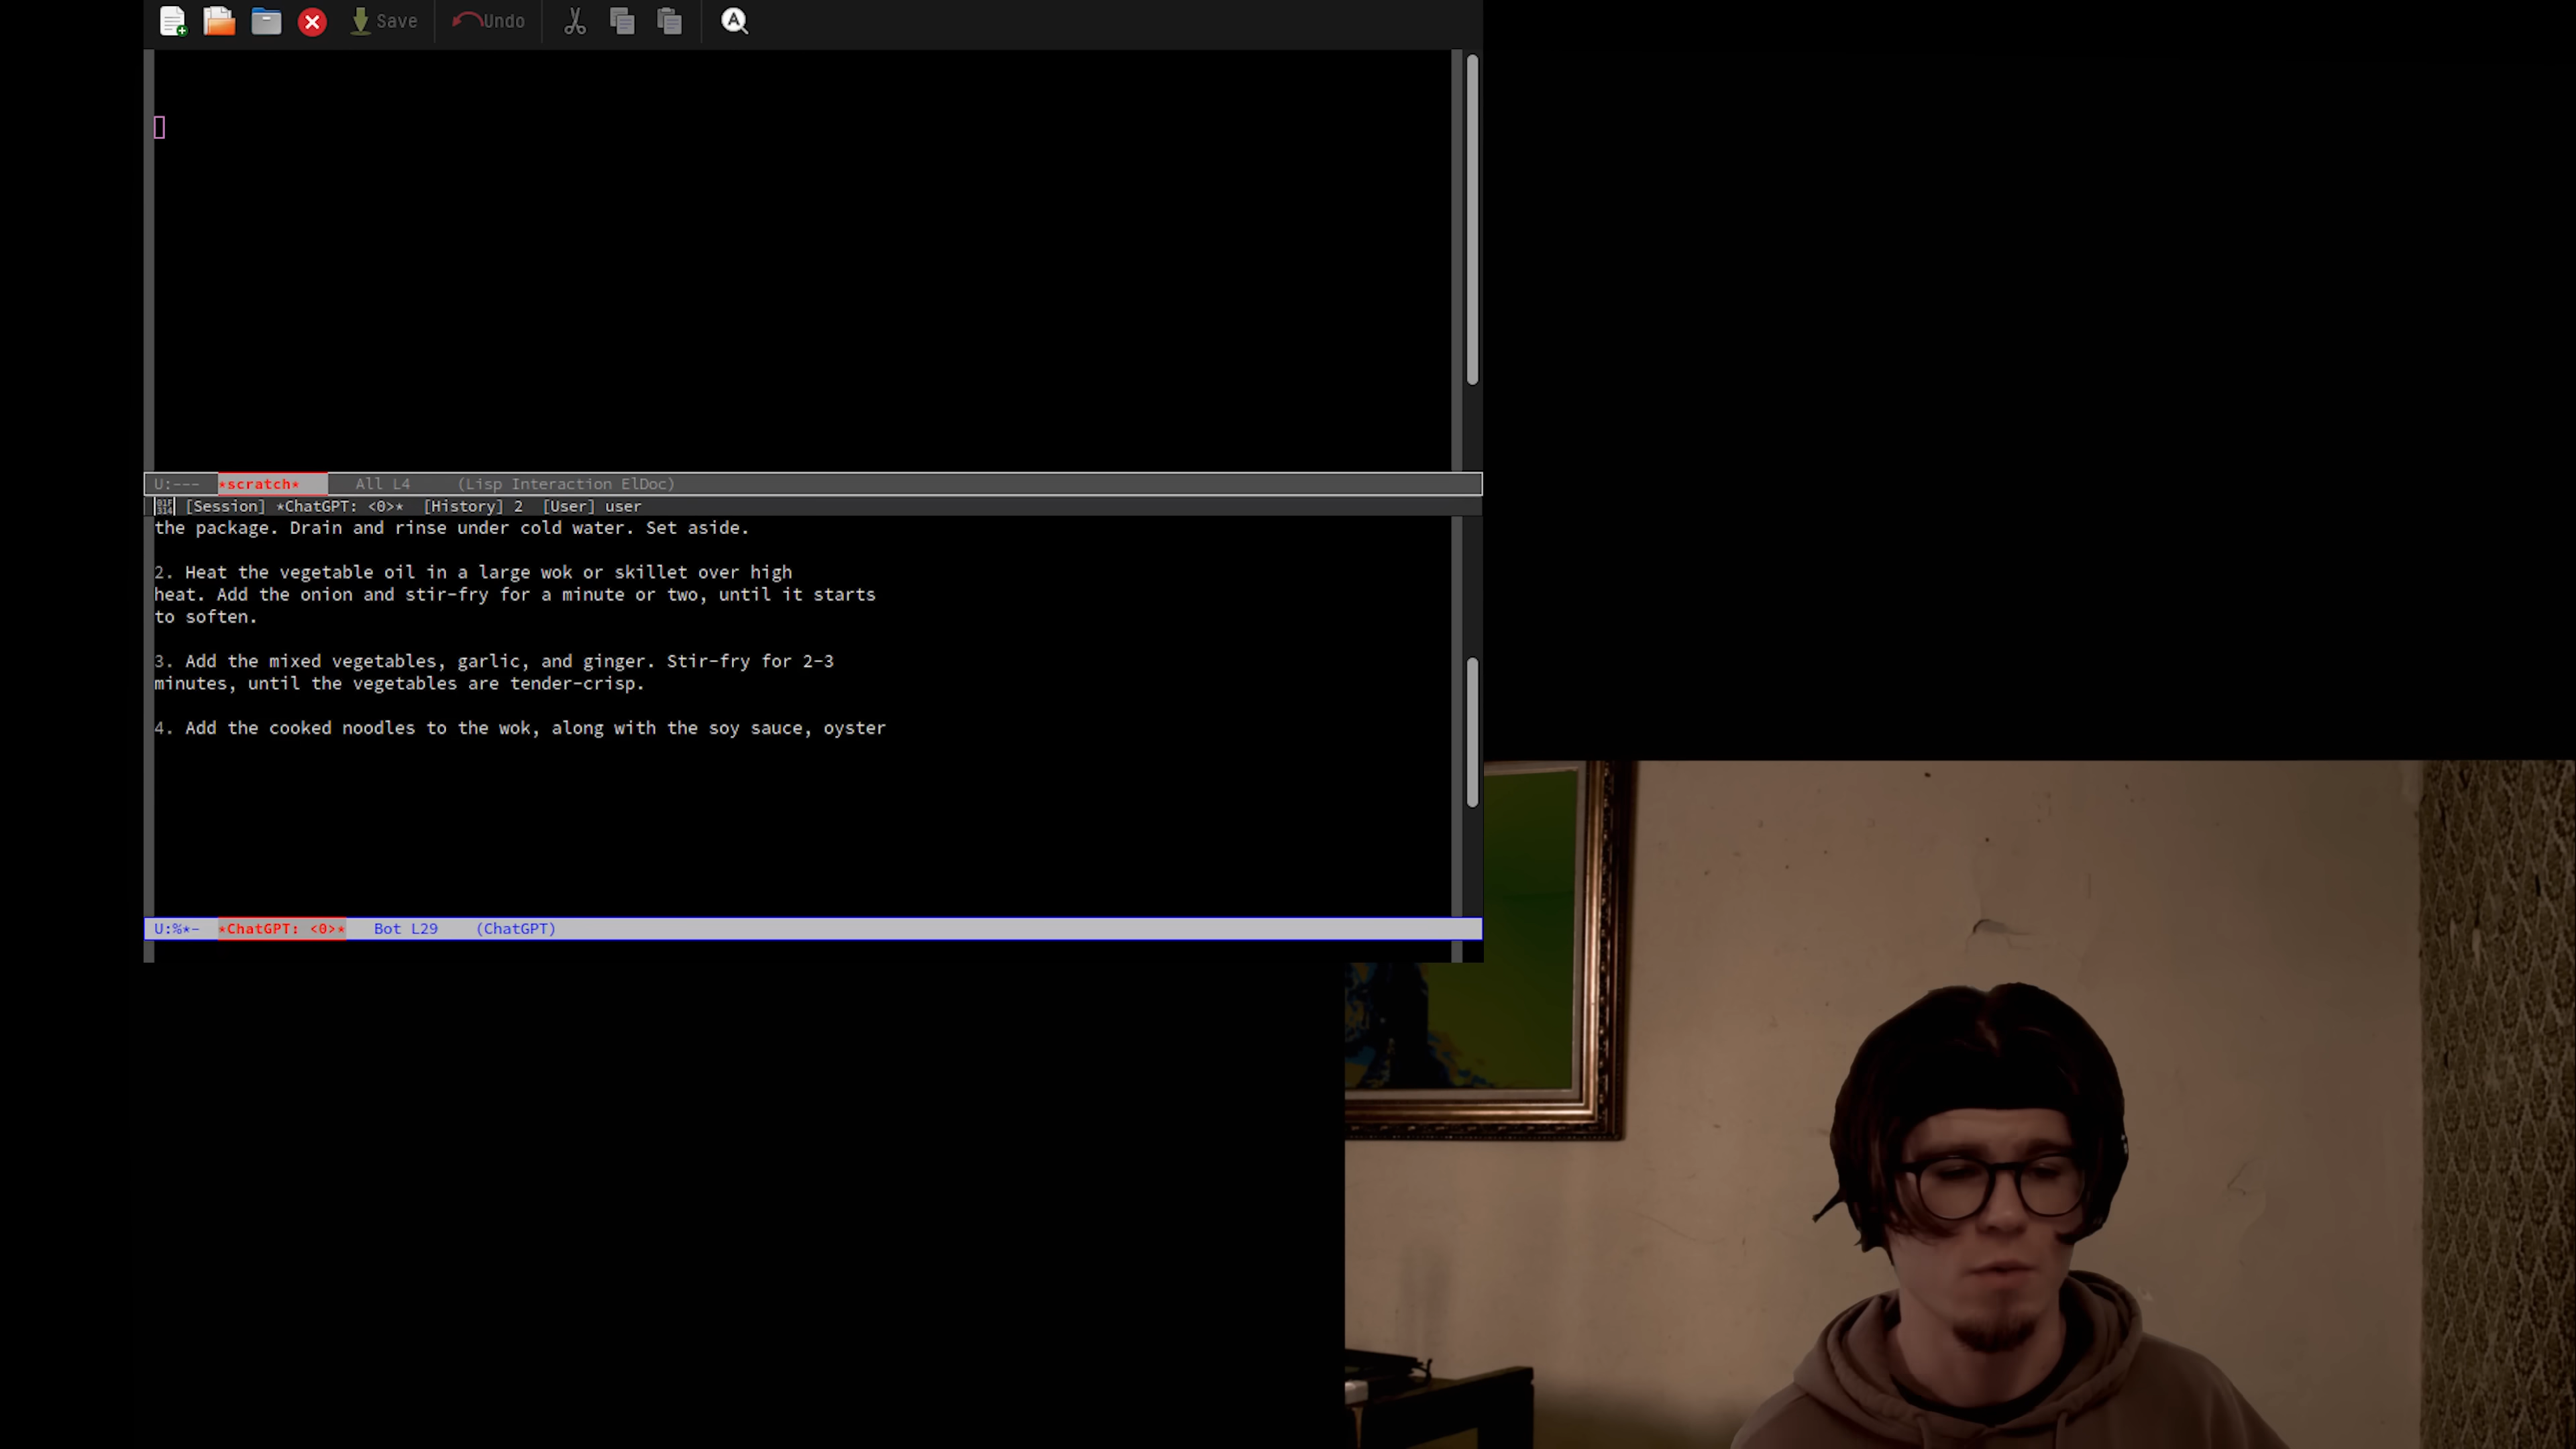 Save Undo
U:--- *scratch* All L4 (Lisp Interaction ElDoc)
[Session] *ChatGPT: <0>* [History] 2 [User] user
the package. Drain and rinse under cold water. Set aside.
2. Heat the vegetable oil in a large wok or skillet over high
heat. Add the onion and stir-fry for a minute or two, until it starts
to soften.
3. Add the mixed vegetables, garlic, and ginger. Stir-fry for 2-3
minutes, until the vegetables are tender-crisp.
4. Add the cooked noodles to the wok, along with the soy sauce, oyster
U:%*- *ChatGPT: <0>* Bot L29 (ChatGPT)